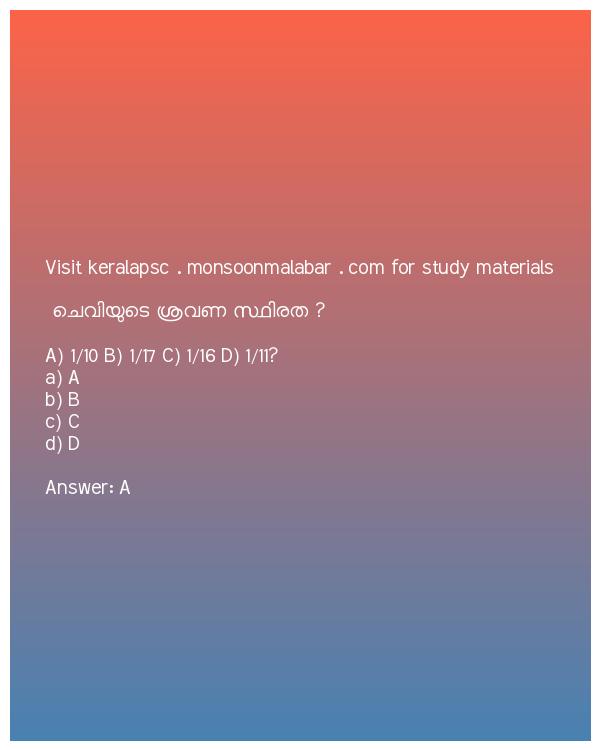 Visit keralapsc . monsoonmalabar . com for study materials
ചെവിയുടെ ശ്രവണ സ്ഥിരത ?
A) 1/10 B) 1/17 C) 1/16 D) 1/11?
a) A
b) B
c) C
d) D
Answer: A